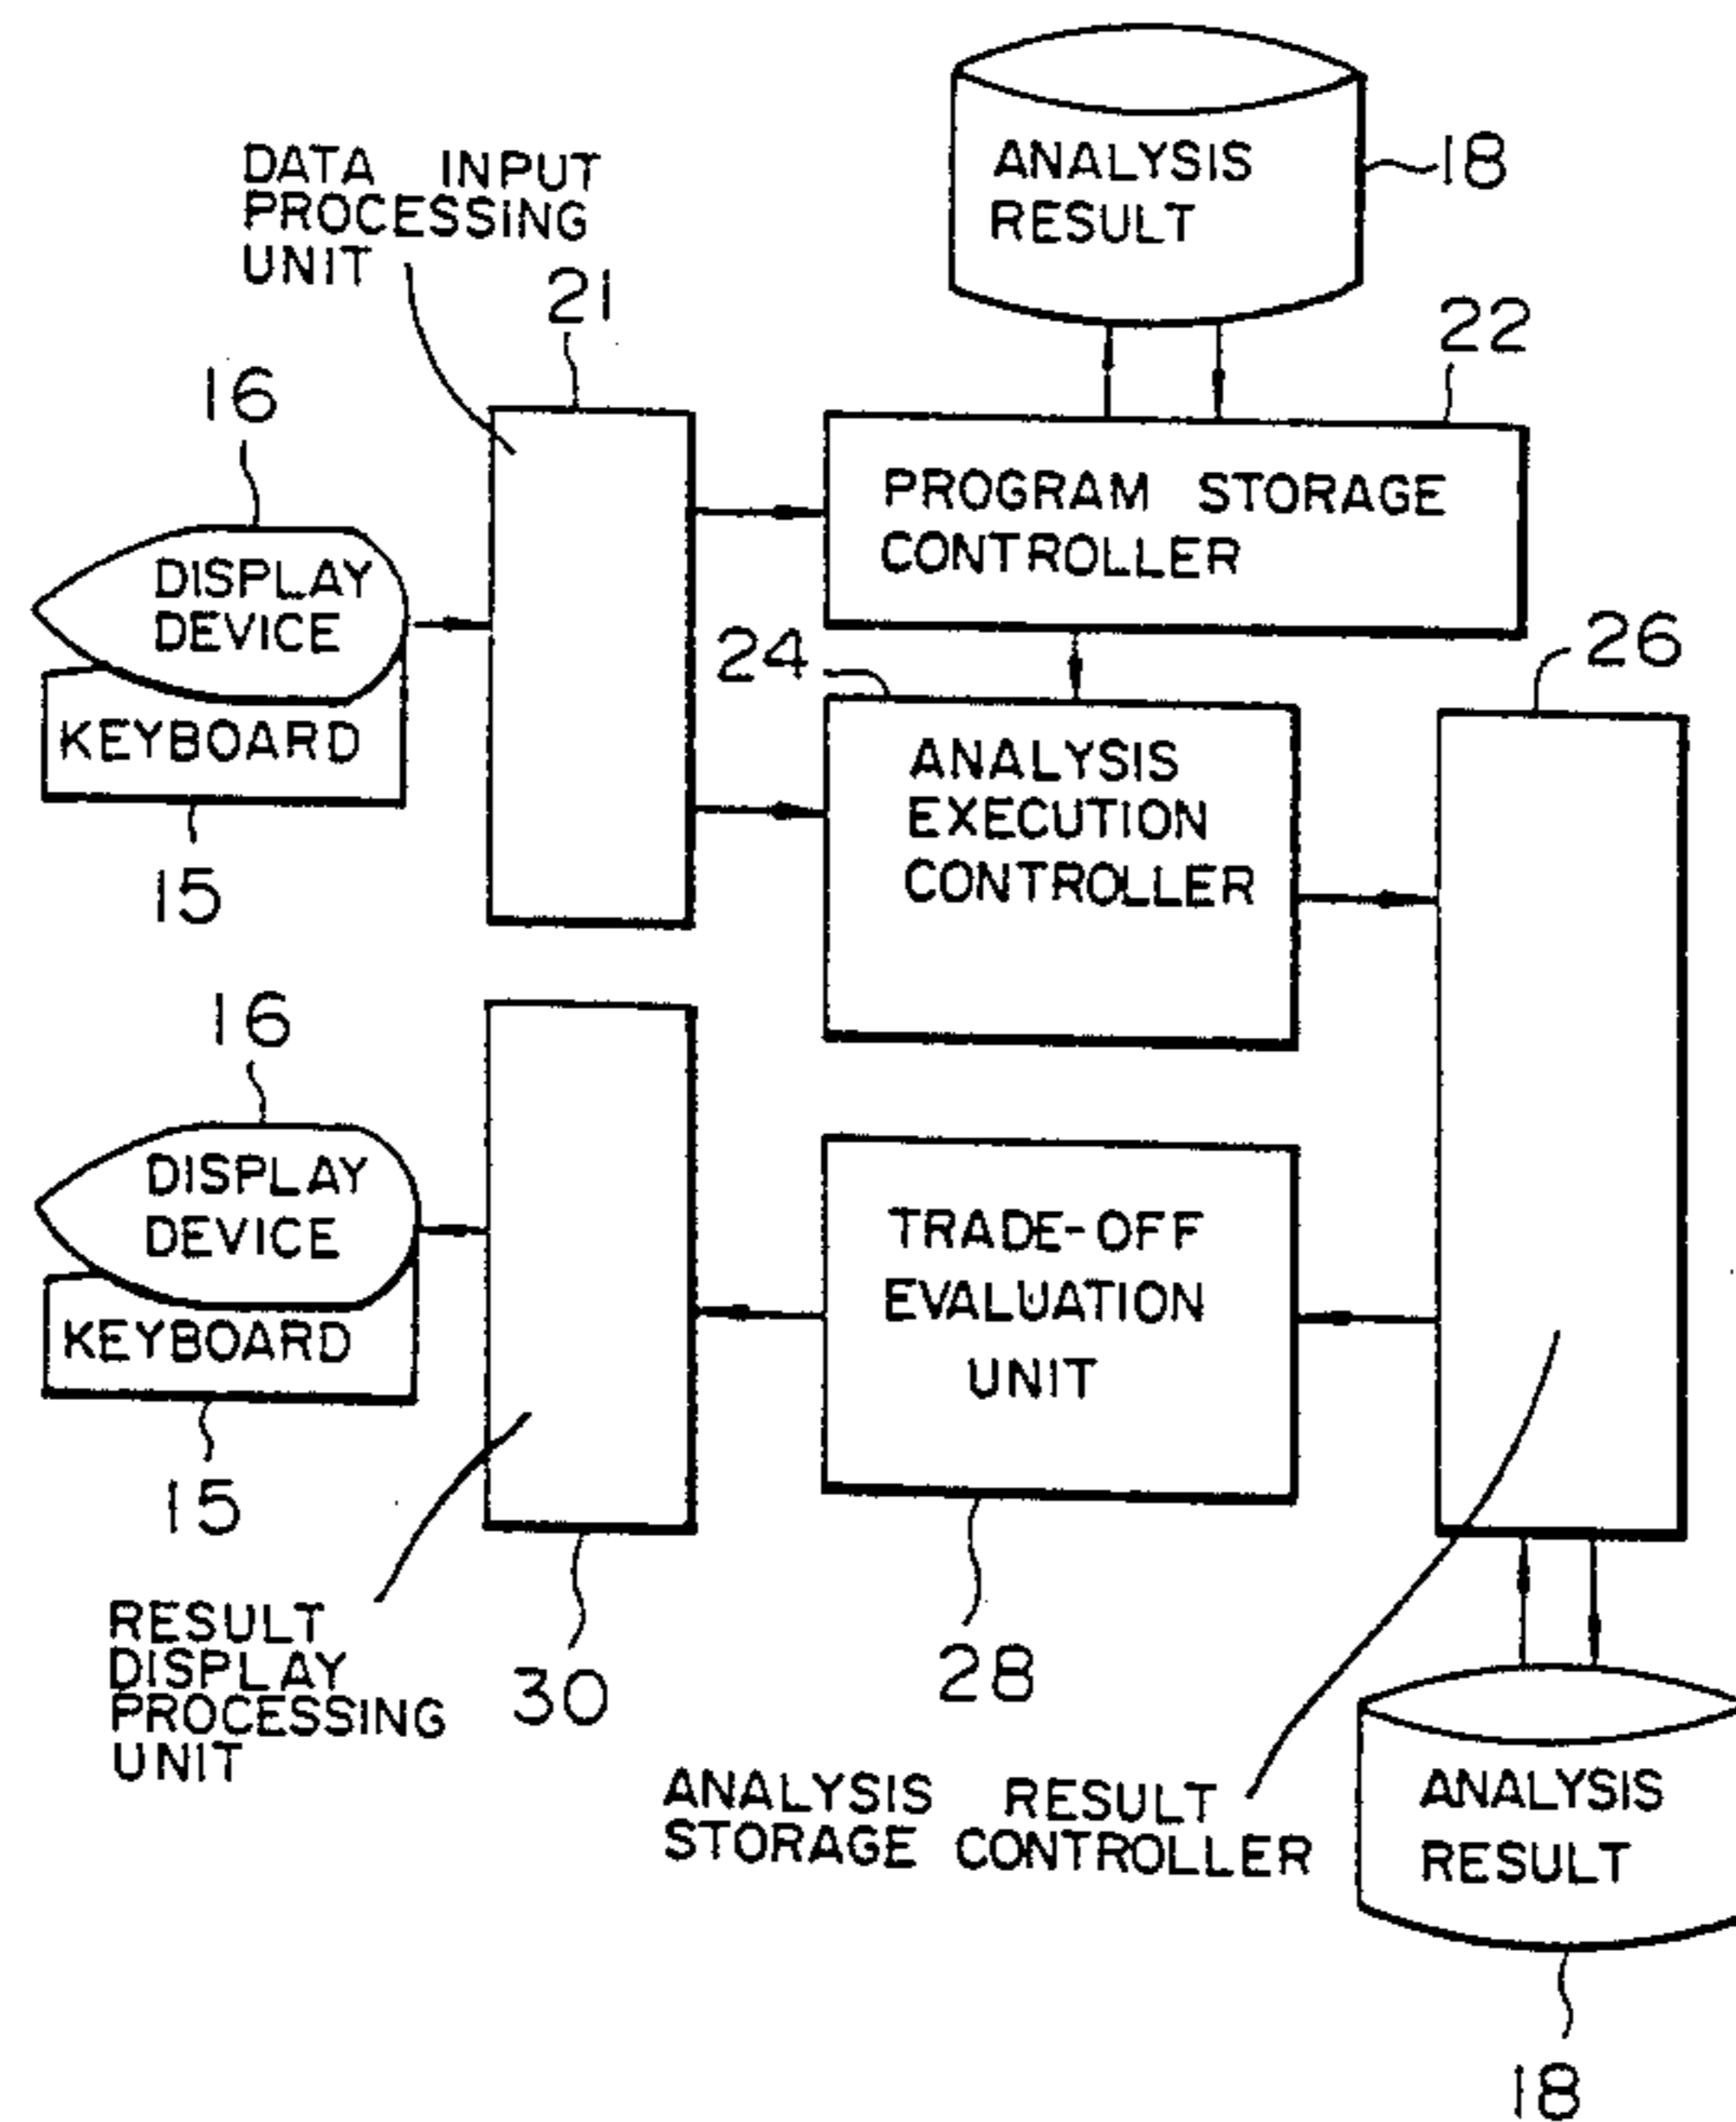 ANALYSIS
RESULT
18
DATA INPUT
PROCESSING
UNIT
21
22
16
PROGRAM STORAGE
CONTROLLER
DISPLAY
DEVICE
KEYBOARD
15
24
26
ANALYSIS
EXECUTION
CONTROLLER
16
DISPLAY
DEVICE
KEYBOARD
15
TRADE-OFF
EVALUATION
UNIT
RESULT
DISPLAY
PROCESSING
UNIT
30
28
ANALYSIS RESULT
STORAGE CONTROLLER
ANALYSIS
RESULT
18